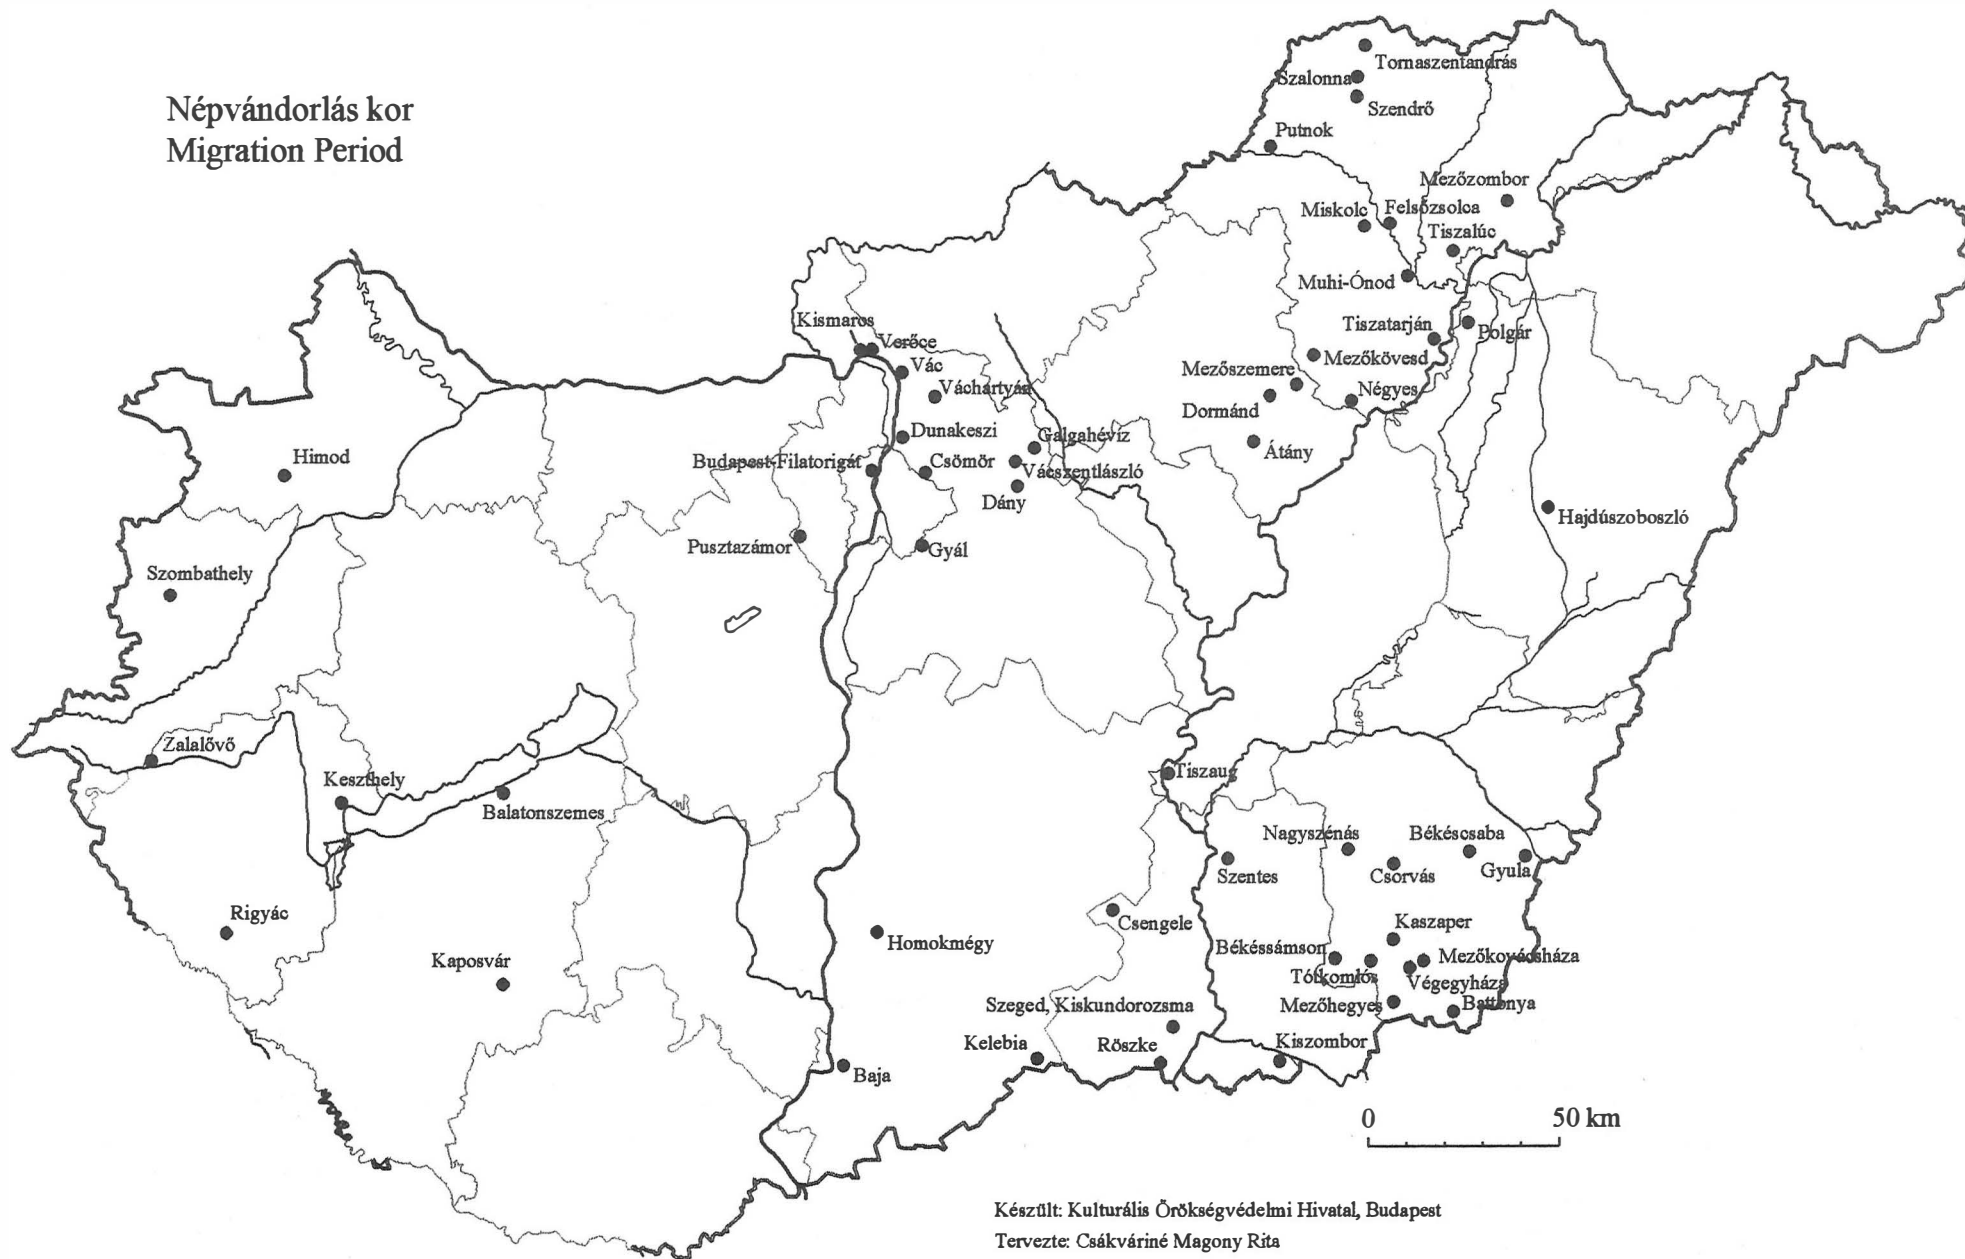 Népvándorlás kor
Migration Period
Tornaszentandrás
Szalonna
Szendrő
Putnok
Mezőzombor
Miskolc
Felsőzsolca
Tiszalúc
Muhi-Ónod
Kismaros
Verőce
Tiszatarján
Polgár
Vác
Mezőkövesd
Mezőszemere
Váchartyán
Négyes
Dormánd
Dunakeszi
Galgahévíz
Átány
Himod
Budapest-Filatorigát
Csömör
Vácszentlászló
Dány
Hajdúszoboszló
Pusztazámor
Gyál
Szombathely
Zalalővő
Keszthely
Tiszaug
Balatonszemes
Nagyszénás
Békéscsaba
Szentes
Csorvás
Gyula
Rigyác
Csengele
Kaszaper
Homokmégy
Békéssámson
Kaposvár
Mezőkovácsháza
Tótkomlós
Végegyháza
Szeged, Kiskundorozsma
Mezőhegyes
Battonya
Kelebia
Röszke
Kiszombor
Baja
0 50 km
Készült: Kulturális Örökségvédelmi Hivatal, Budapest
Tervezte: Csákváriné Magony Rita